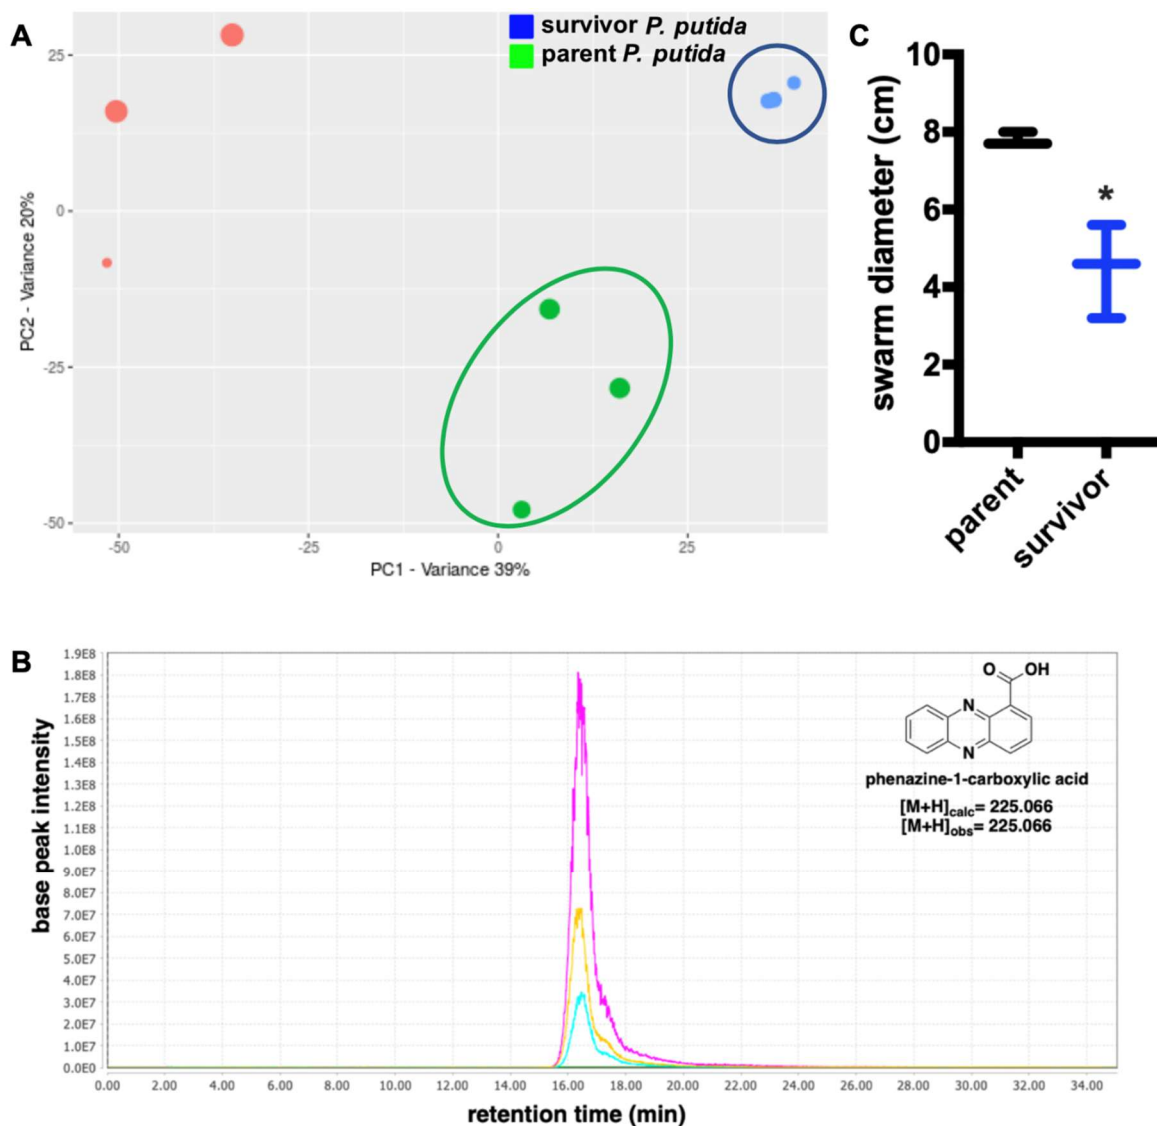 A
survivor P. putida
parent P. putida
25
0
-25
-50
-50
-25
0
25
PC2 - Variance 20%
PC1 - Variance 39%
C
10
8
6
4
2
0
swarm diameter (cm)
*
parent
survivor
B
1.9E8
1.8E8
1.7E8
1.6E8
1.5E8
1.4E8
1.3E8
1.2E8
1.1E8
1.0E8
9.0E7
8.0E7
7.0E7
6.0E7
5.0E7
4.0E7
3.0E7
2.0E7
1.0E7
0.0E0
base peak intensity
O
OH
N
N
phenazine-1-carboxylic acid
[M+H]calc= 225.066
[M+H]obs= 225.066
0.00 2.00 4.00 6.00 8.00 10.00 12.00 14.00 16.00 18.00 20.00 22.00 24.00 26.00 28.00 30.00 32.00 34.00
retention time (min)